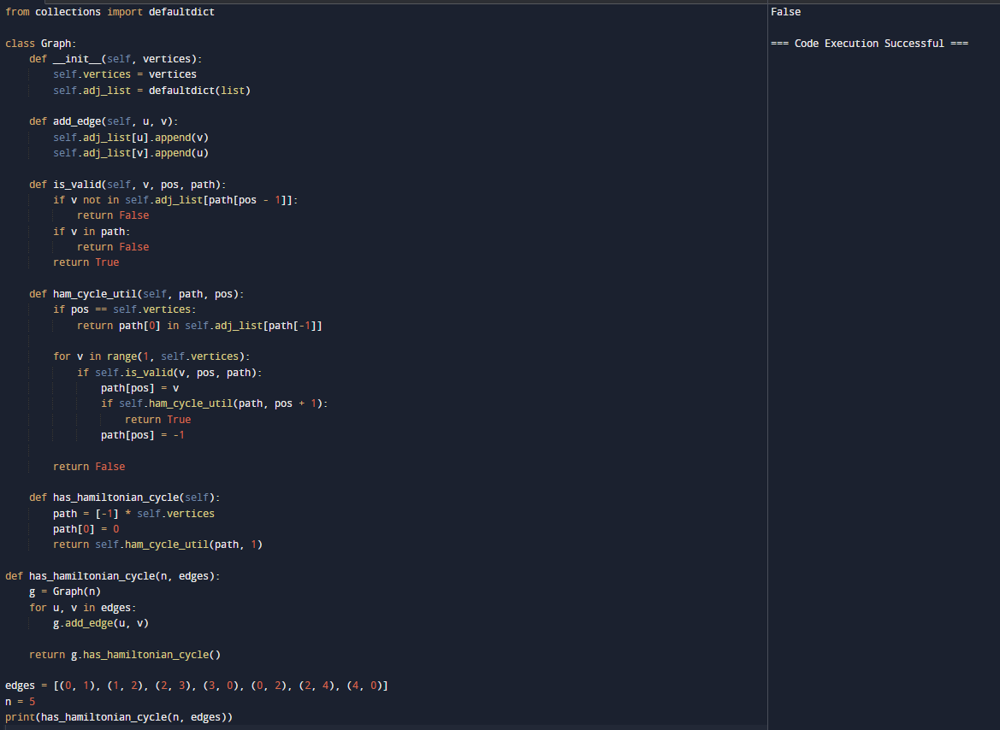 from collections import defaultdict
class Graph:
    def __init__(self, vertices):
        self.vertices = vertices
        self.adj_list = defaultdict(list)
    def add_edge(self, u, v):
        self.adj_list[u].append(v)
        self.adj_list[v].append(u)
    def is_valid(self, v, pos, path):
        if v not in self.adj_list[path[pos - 1]]:
            return False
        if v in path:
            return False
        return True
    def ham_cycle_util(self, path, pos):
        if pos == self.vertices:
            return path[0] in self.adj_list[path[-1]]
        for v in range(1, self.vertices):
            if self.is_valid(v, pos, path):
                path[pos] = v
                if self.ham_cycle_util(path, pos + 1):
                    return True
                path[pos] = -1
        return False
    def has_hamiltonian_cycle(self):
        path = [-1] * self.vertices
        path[0] = 0
        return self.ham_cycle_util(path, 1)
def has_hamiltonian_cycle(n, edges):
    g = Graph(n)
    for u, v in edges:
        g.add_edge(u, v)
    return g.has_hamiltonian_cycle()
edges = [(0, 1), (1, 2), (2, 3), (3, 0), (0, 2), (2, 4), (4, 0)]
n = 5
print(has_hamiltonian_cycle(n, edges))
False
=== Code Execution Successful ===